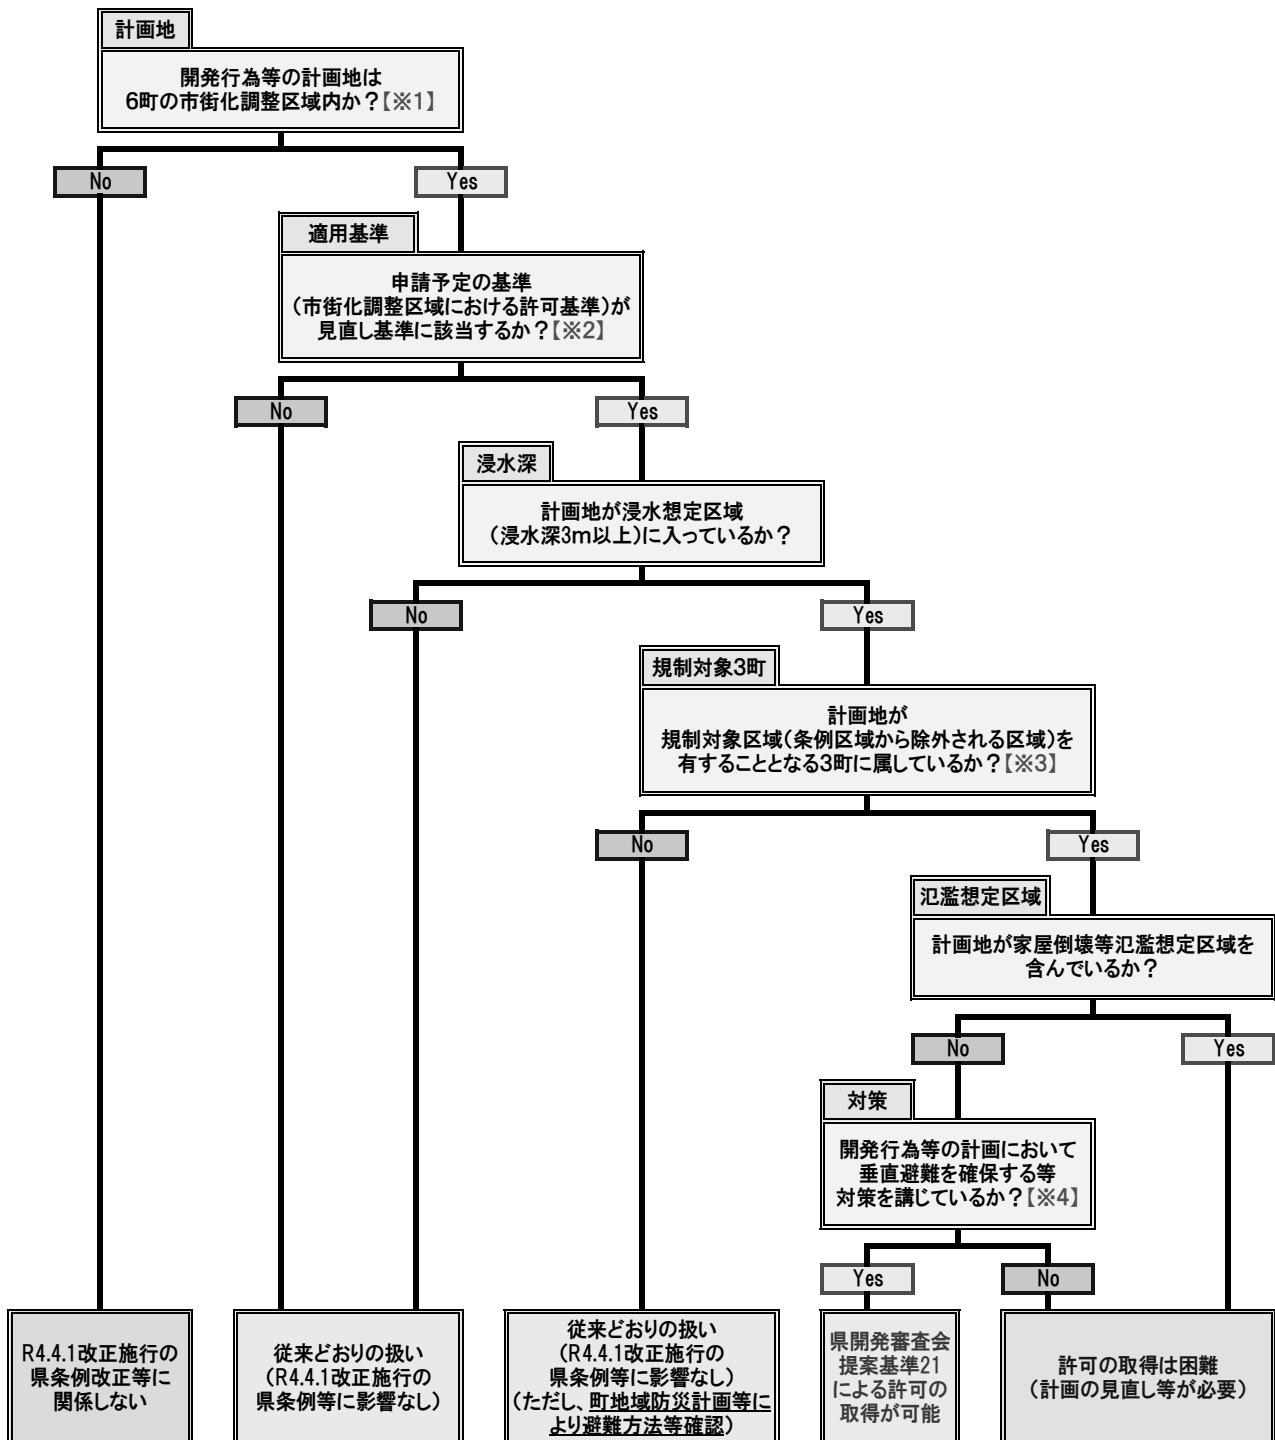 計画地
開発行為等の計画地は
6町の市街化調整区域内か？【※1】
No
Yes
適用基準
申請予定の基準
（市街化調整区域における許可基準）が
見直し基準に該当するか？【※2】
No
Yes
浸水深
計画地が浸水想定区域
（浸水深3m以上）に入っているか？
No
Yes
規制対象3町
計画地が
規制対象区域（条例区域から除外される区域）を
有することとなる3町に属しているか？【※3】
No
Yes
氾濫想定区域
計画地が家屋倒壊等氾濫想定区域を
含んでいるか？
No
Yes
対策
開発行為等の計画において
垂直避難を確保する等
対策を講じているか？【※4】
Yes
No
R4.4.1改正施行の
県条例改正等に
関係しない
従来どおりの扱い
（R4.4.1改正施行の
県条例等に影響なし）
従来どおりの扱い
（R4.4.1改正施行の
県条例等に影響なし）
（ただし、町地域防災計画等に
より避難方法等確認）
県開発審査会
提案基準21
による許可の
取得が可能
許可の取得は困難
（計画の見直し等が必要）